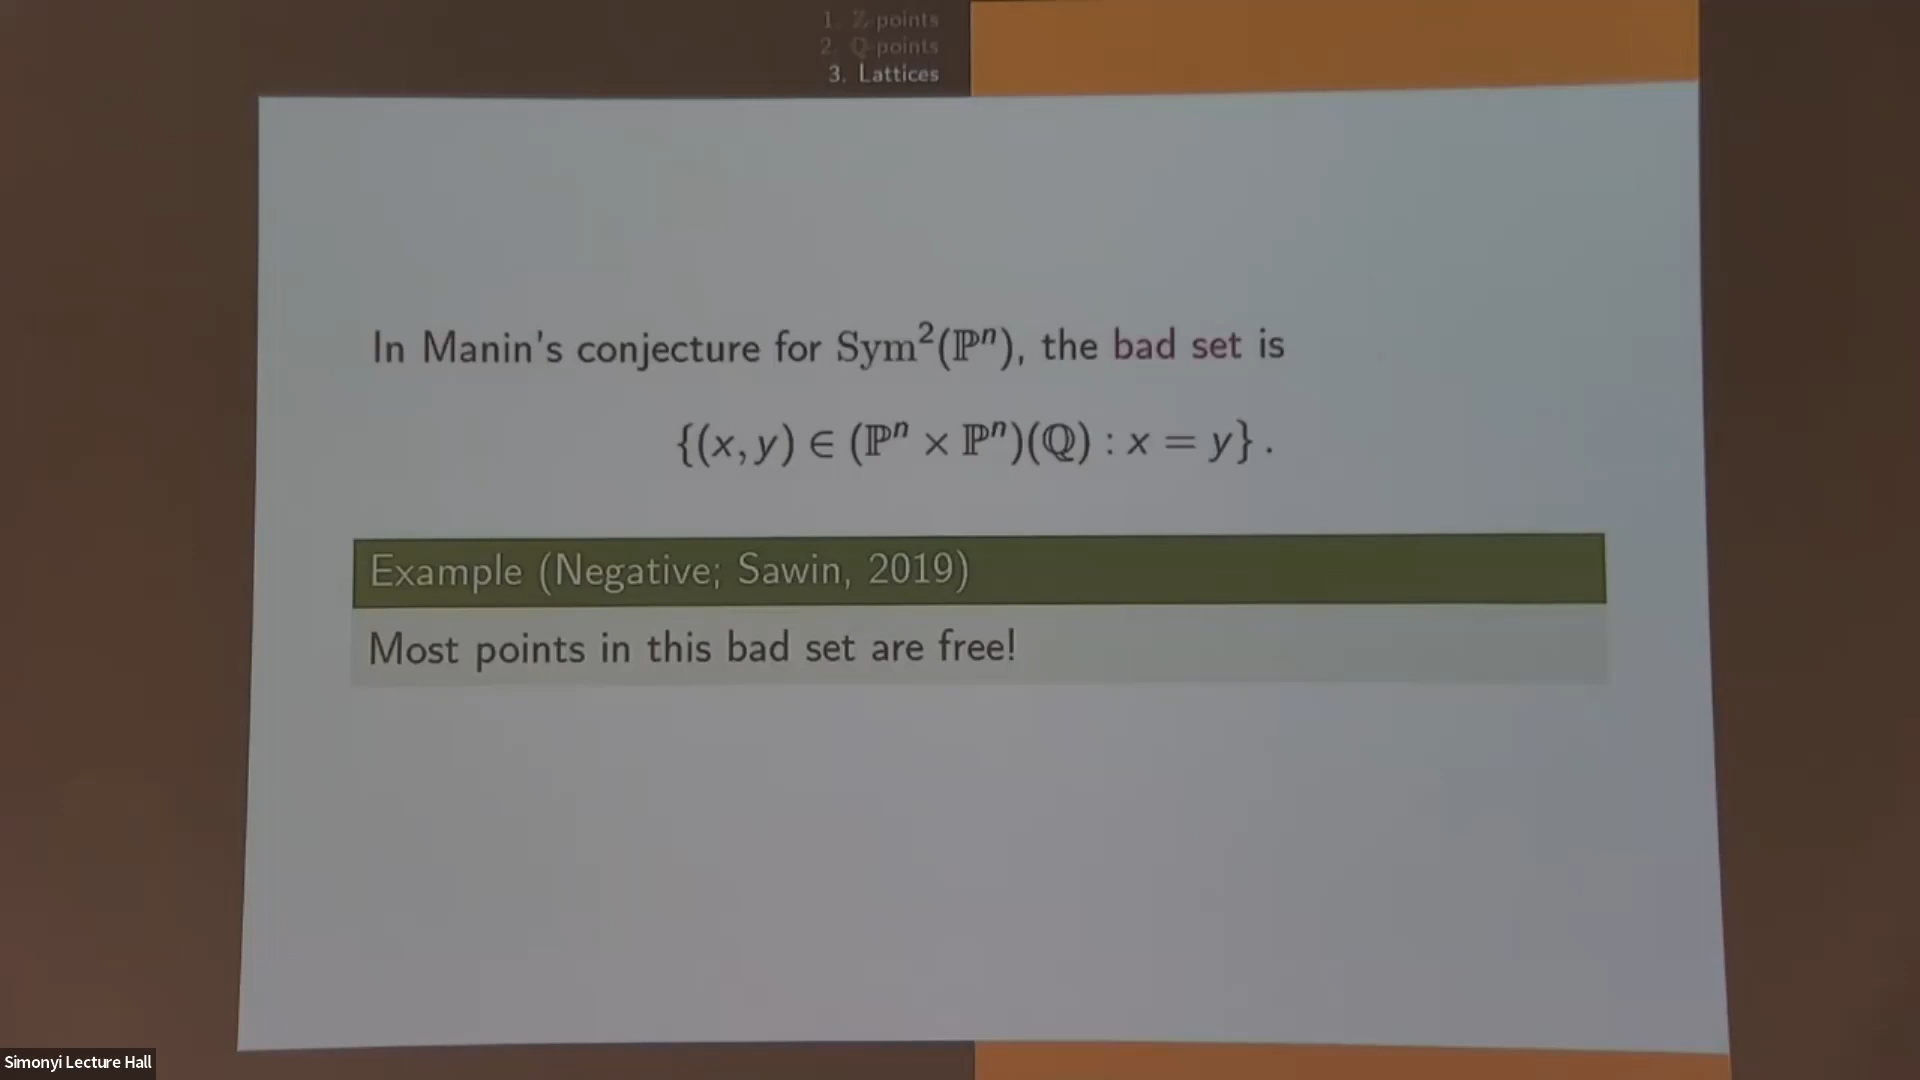 1. ℤ-points
2. ℚ-points
3. Lattices
In Manin's conjecture for Sym²(ℙⁿ), the bad set is
{(x, y) ∈ (ℙⁿ × ℙⁿ)(ℚ) : x = y} .
Example (Negative; Sawin, 2019)
Most points in this bad set are free!
Simonyi Lecture Hall